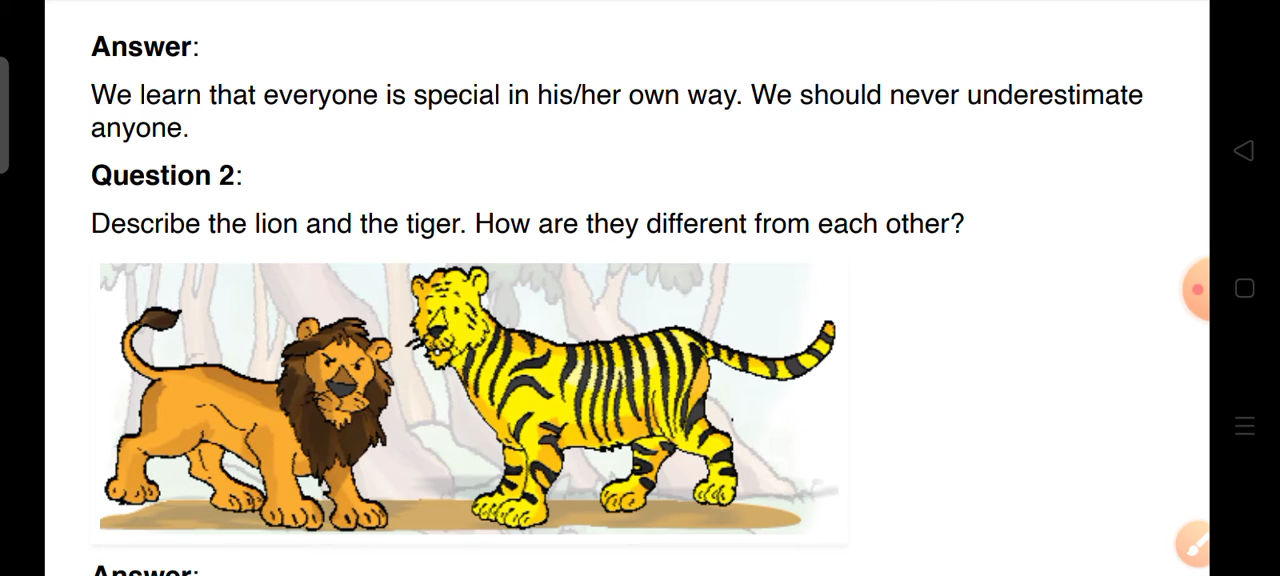 Answer:
We learn that everyone is special in his/her own way. We should never underestimate
anyone.
Question 2:
Describe the lion and the tiger. How are they different from each other?
Answer: